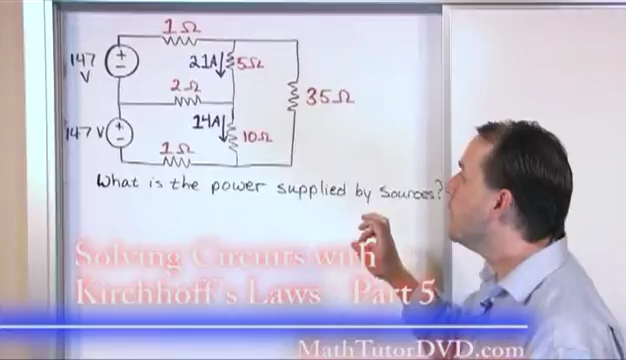 1Ω
147 V
21A
5Ω
2Ω
35Ω
147 V
14A
10Ω
1Ω
What is the power supplied by sources?
Solving Circuits with
Kirchhoff's Laws Part 5
MathTutorDVD.com